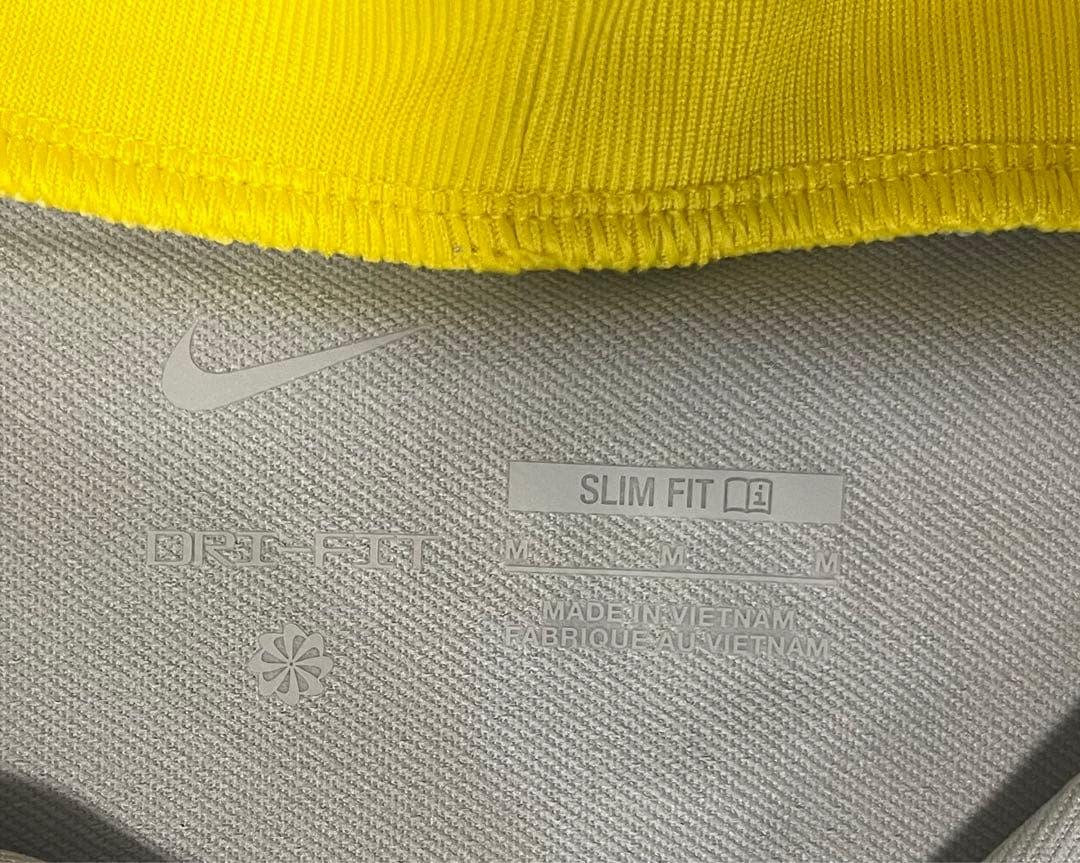 SLIM FIT
DRI-FIT
M M M
MADE IN VIETNAM
FABRIQUE AU VIETNAM